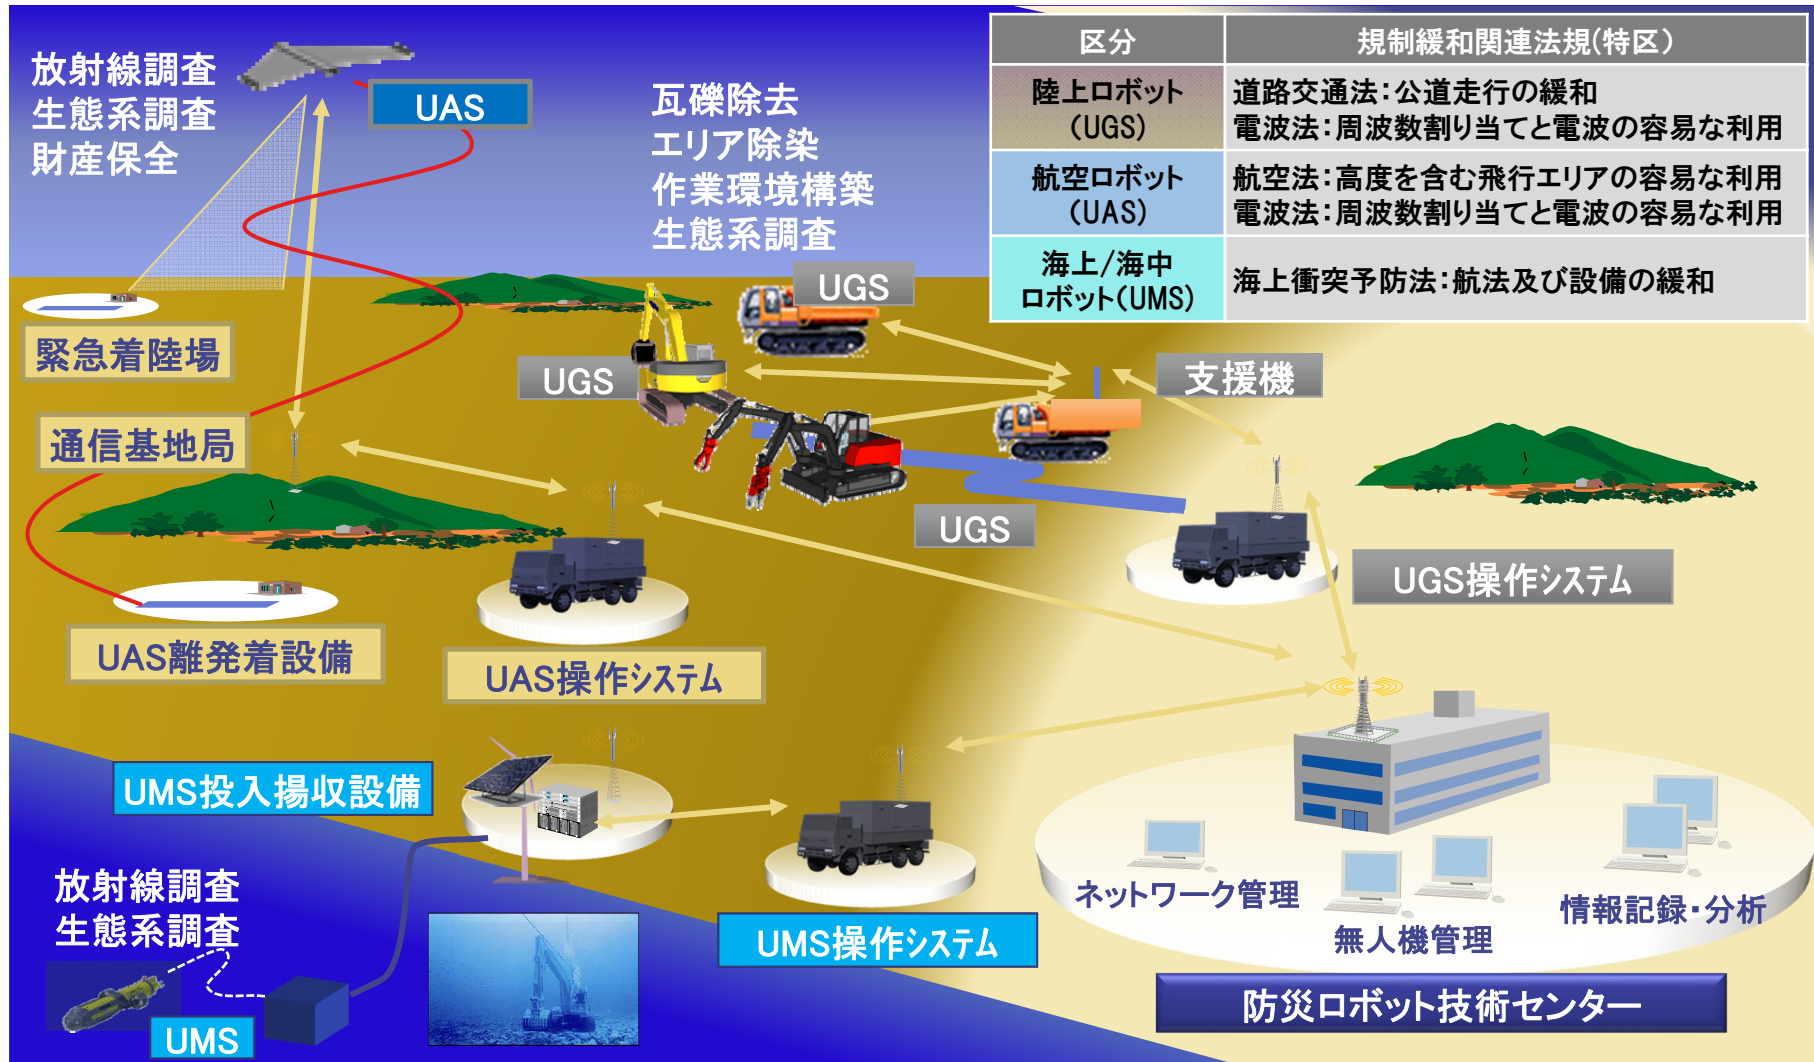 放射線調査
生態系調査
財産保全
UAS
瓦礫除去
エリア除染
作業環境構築
生態系調査
区分
規制緩和関連法規(特区)
陸上ロボット
(UGS)
道路交通法:公道走行の緩和
電波法:周波数割り当てと電波の容易な利用
航空ロボット
(UAS)
航空法:高度を含む飛行エリアの容易な利用
電波法:周波数割り当てと電波の容易な利用
海上/海中
ロボット(UMS)
海上衝突予防法:航法及び設備の緩和
UGS
緊急着陸場
UGS
支援機
通信基地局
UGS
UGS操作システム
UAS離発着設備
UAS操作システム
UMS投入揚収設備
放射線調査
生態系調査
UMS
UMS操作システム
ネットワーク管理
無人機管理
情報記録・分析
防災ロボット技術センター